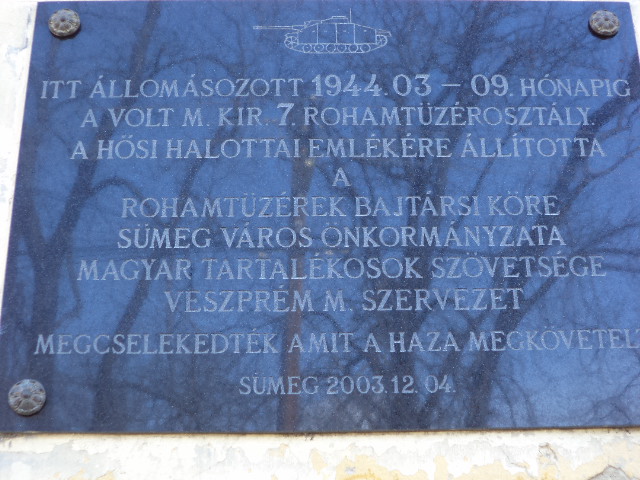 ITT ÁLLOMÁSOZOTT 1944.03 - 09. HÓNAPIG
A VOLT M. KIR. 7. ROHAMTÜZÉROSZTÁLY.
A HŐSI HALOTTAI EMLÉKÉRE ÁLLÍTOTTA
A
ROHAMTÜZÉREK BAJTÁRSI KÖRE
SÜMEG VÁROS ÖNKORMÁNYZATA
MAGYAR TARTALÉKOSOK SZÖVETSÉGE
VESZPRÉM M. SZERVEZET
MEGCSELEKEDTÉK AMIT A HAZA MEGKÖVETEL
SÜMEG 2003.12.04.